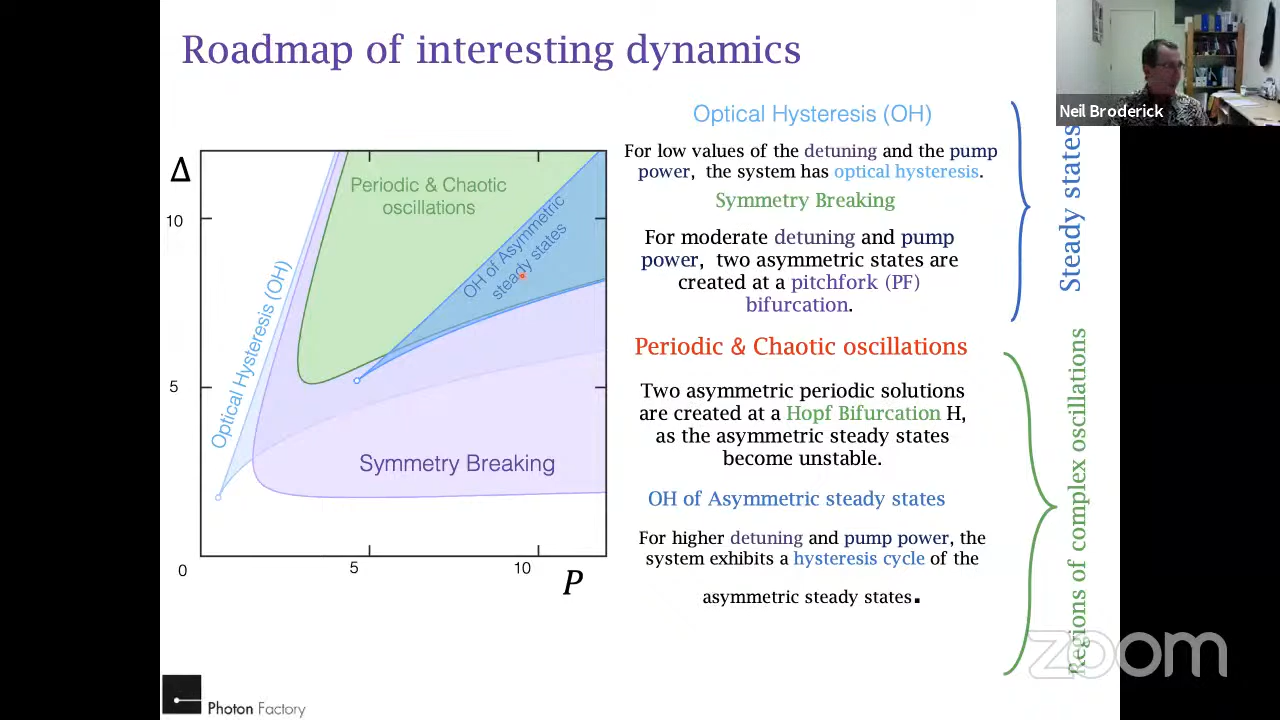 Roadmap of interesting dynamics
Neil Broderick
Δ
10
5
0
5
10
P
Optical Hysteresis (OH)
Periodic & Chaotic
oscillations
OH of Asymmetric
steady states
Symmetry Breaking
Optical Hysteresis (OH)
For low values of the detuning and the pump
power, the system has optical hysteresis.
Symmetry Breaking
For moderate detuning and pump
power, two asymmetric states are
created at a pitchfork (PF)
bifurcation.
Periodic & Chaotic oscillations
Two asymmetric periodic solutions
are created at a Hopf Bifurcation H,
as the asymmetric steady states
become unstable.
OH of Asymmetric steady states
For higher detuning and pump power, the
system exhibits a hysteresis cycle of the
asymmetric steady states.
Steady states
Regions of complex oscillations
zoom
Photon Factory